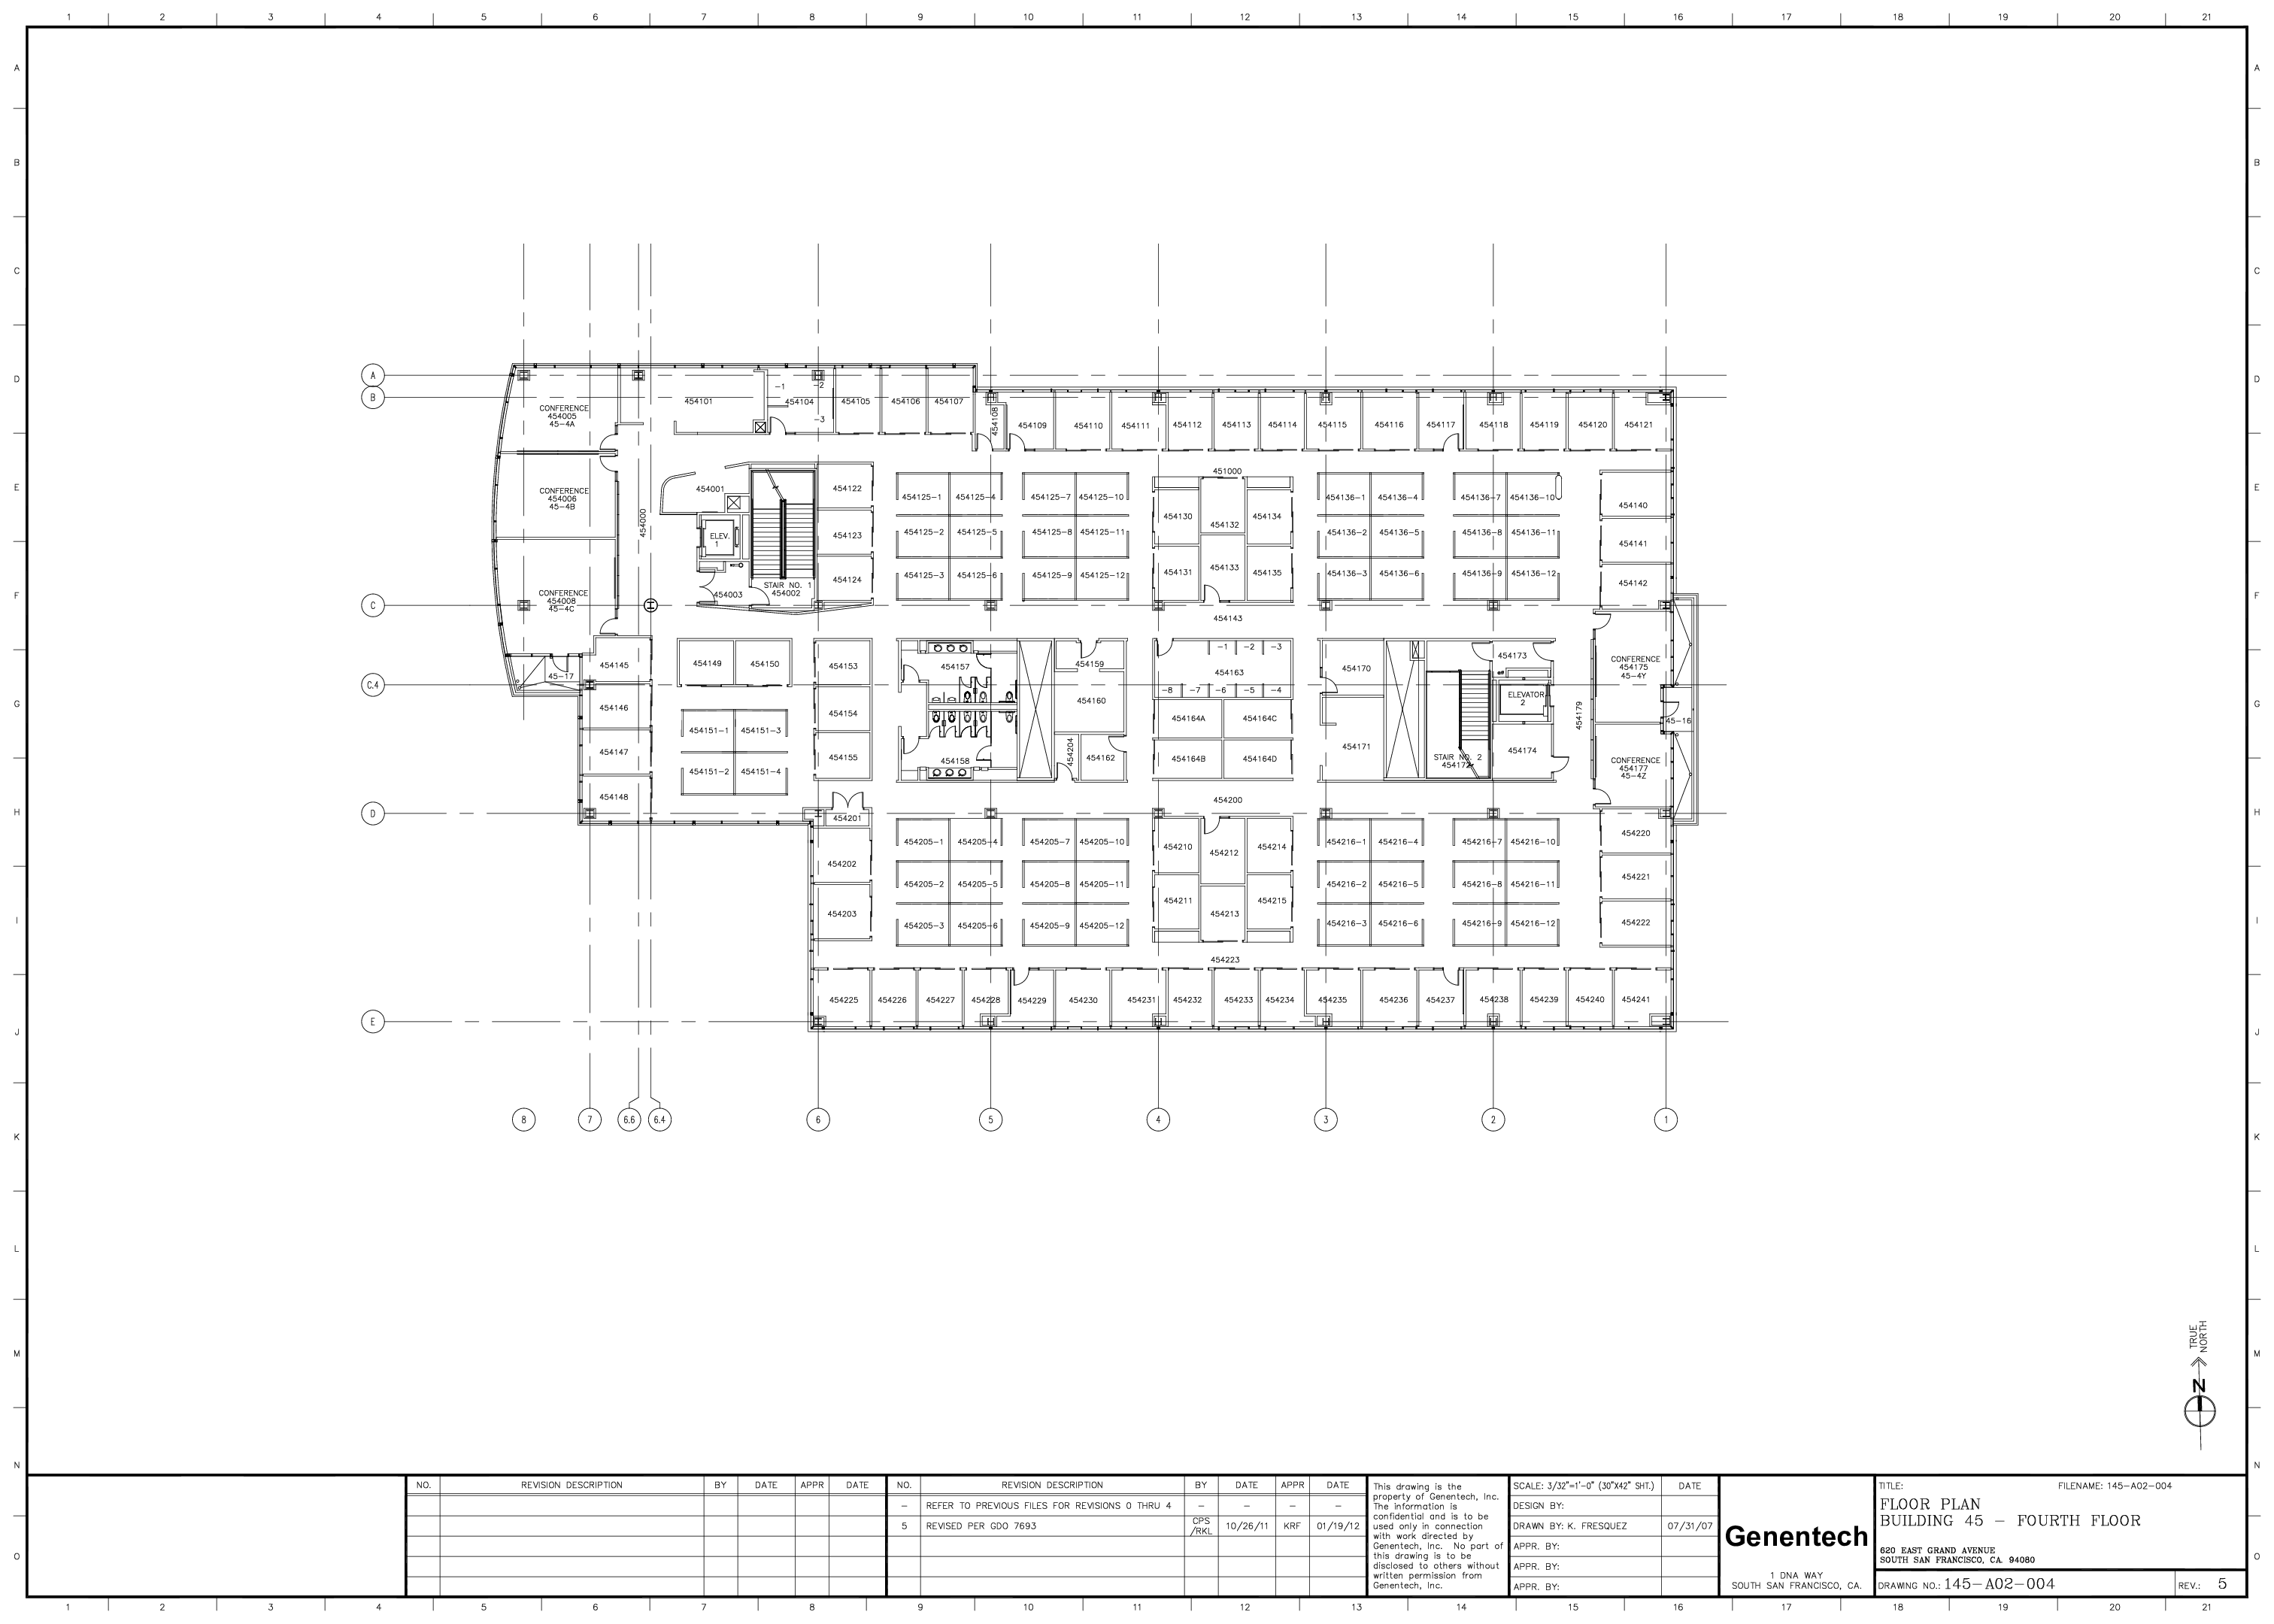 1 2 3 4 5 6 7 8 9 10 11 12 13 14 15 16 17 18 19 20 21
A A
B B
C C
D D
E E
F F
G G
H H
I I
J J
K K
L L
M M
N N
O O
A
B
C
C.4
D
E
CONFERENCE
454005
45-4A
454101
-1
-2
454104
-3
454105 454106 454107
454108
454109 454110 454111 454112 454113 454114 454115 454116 454117 454118 454119 454120 454121
CONFERENCE
454006
45-4B
454000
454001
ELEV.
1
STAIR NO. 1
454002
454003
454122
454123
454124
451000
454125-1 454125-4 454125-7 454125-10
454125-2 454125-5 454125-8 454125-11
454125-3 454125-6 454125-9 454125-12
454130 454132 454134
454131 454133 454135
454136-1 454136-4 454136-7 454136-10
454136-2 454136-5 454136-8 454136-11
454136-3 454136-6 454136-9 454136-12
454140
454141
454142
CONFERENCE
454008
45-4C
454143
454145
45-17
454146
454147
454148
454149 454150
454151-1 454151-3
454151-2 454151-4
454153
454154
454155
454157
454158
454159
454160
454204
454162
-1 -2 -3
454163
-8 -7 -6 -5 -4
454164A 454164C
454164B 454164D
454170
454171
454173
ELEVATOR
2
STAIR NO. 2
454172
454174
454179
CONFERENCE
454175
45-4Y
45-16
CONFERENCE
454177
45-4Z
454200
454201
454202
454203
454205-1 454205-4 454205-7 454205-10
454205-2 454205-5 454205-8 454205-11
454205-3 454205-6 454205-9 454205-12
454210 454212 454214
454211 454213 454215
454216-1 454216-4 454216-7 454216-10
454216-2 454216-5 454216-8 454216-11
454216-3 454216-6 454216-9 454216-12
454220
454221
454222
454223
454225 454226 454227 454228 454229 454230 454231 454232 454233 454234 454235 454236 454237 454238 454239 454240 454241
8 7 6.6 6.4 6 5 4 3 2 1
TRUE
NORTH
N
NO. REVISION DESCRIPTION BY DATE APPR DATE
NO. REVISION DESCRIPTION BY DATE APPR DATE
- REFER TO PREVIOUS FILES FOR REVISIONS 0 THRU 4 - - - -
5 REVISED PER GDO 7693 CPS /RKL 10/26/11 KRF 01/19/12
This drawing is the
property of Genentech, Inc.
The information is
confidential and is to be
used only in connection
with work directed by
Genentech, Inc. No part of
this drawing is to be
disclosed to others without
written permission from
Genentech, Inc.
SCALE: 3/32"=1'-0" (30"X42" SHT.) DATE
DESIGN BY:
DRAWN BY: K. FRESQUEZ 07/31/07
APPR. BY:
APPR. BY:
APPR. BY:
Genentech
1 DNA WAY
SOUTH SAN FRANCISCO, CA.
TITLE: FILENAME: 145-A02-004
FLOOR PLAN
BUILDING 45 - FOURTH FLOOR
620 EAST GRAND AVENUE
SOUTH SAN FRANCISCO, CA. 94080
DRAWING NO.: 145-A02-004 REV.: 5
1 2 3 4 5 6 7 8 9 10 11 12 13 14 15 16 17 18 19 20 21